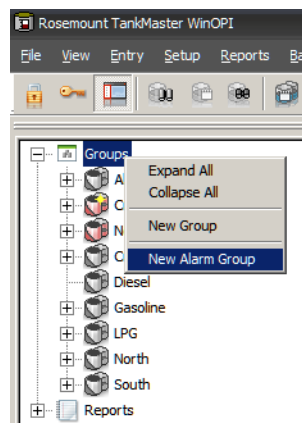 Rosemount TankMaster WinOPI
File View Entry Setup Reports
Groups
Expand All
Collapse All
New Group
New Alarm Group
Diesel
Gasoline
LPG
North
South
Reports